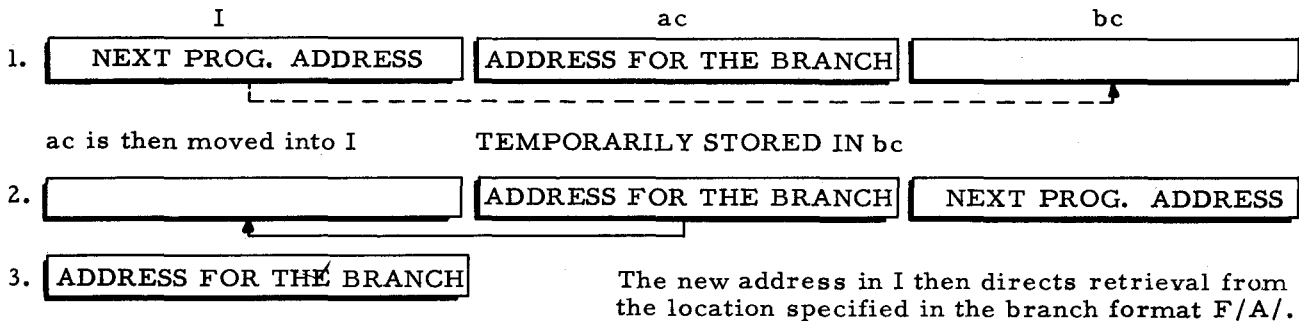 I ac bc
1. NEXT PROG. ADDRESS ADDRESS FOR THE BRANCH
ac is then moved into I TEMPORARILY STORED IN bc
2. ADDRESS FOR THE BRANCH NEXT PROG. ADDRESS
3. ADDRESS FOR THE BRANCH
The new address in I then directs retrieval from
the location specified in the branch format F/A/.